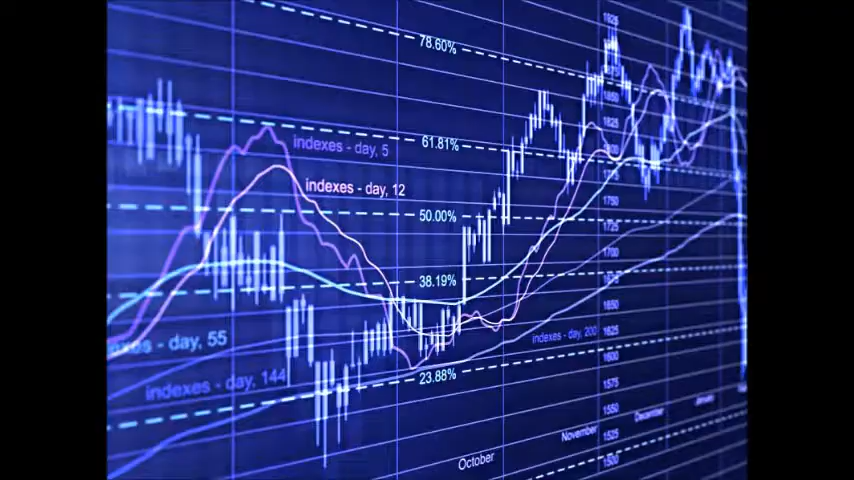 78.60%
61.81%
indexes - day, 5
indexes - day, 12
50.00%
38.19%
indexes - day, 55
indexes - day, 144
indexes - day, 200
23.88%
October
November
December
January
1925
1850
1825
1800
1775
1750
1725
1700
1650
1625
1600
1575
1550
1525
1500